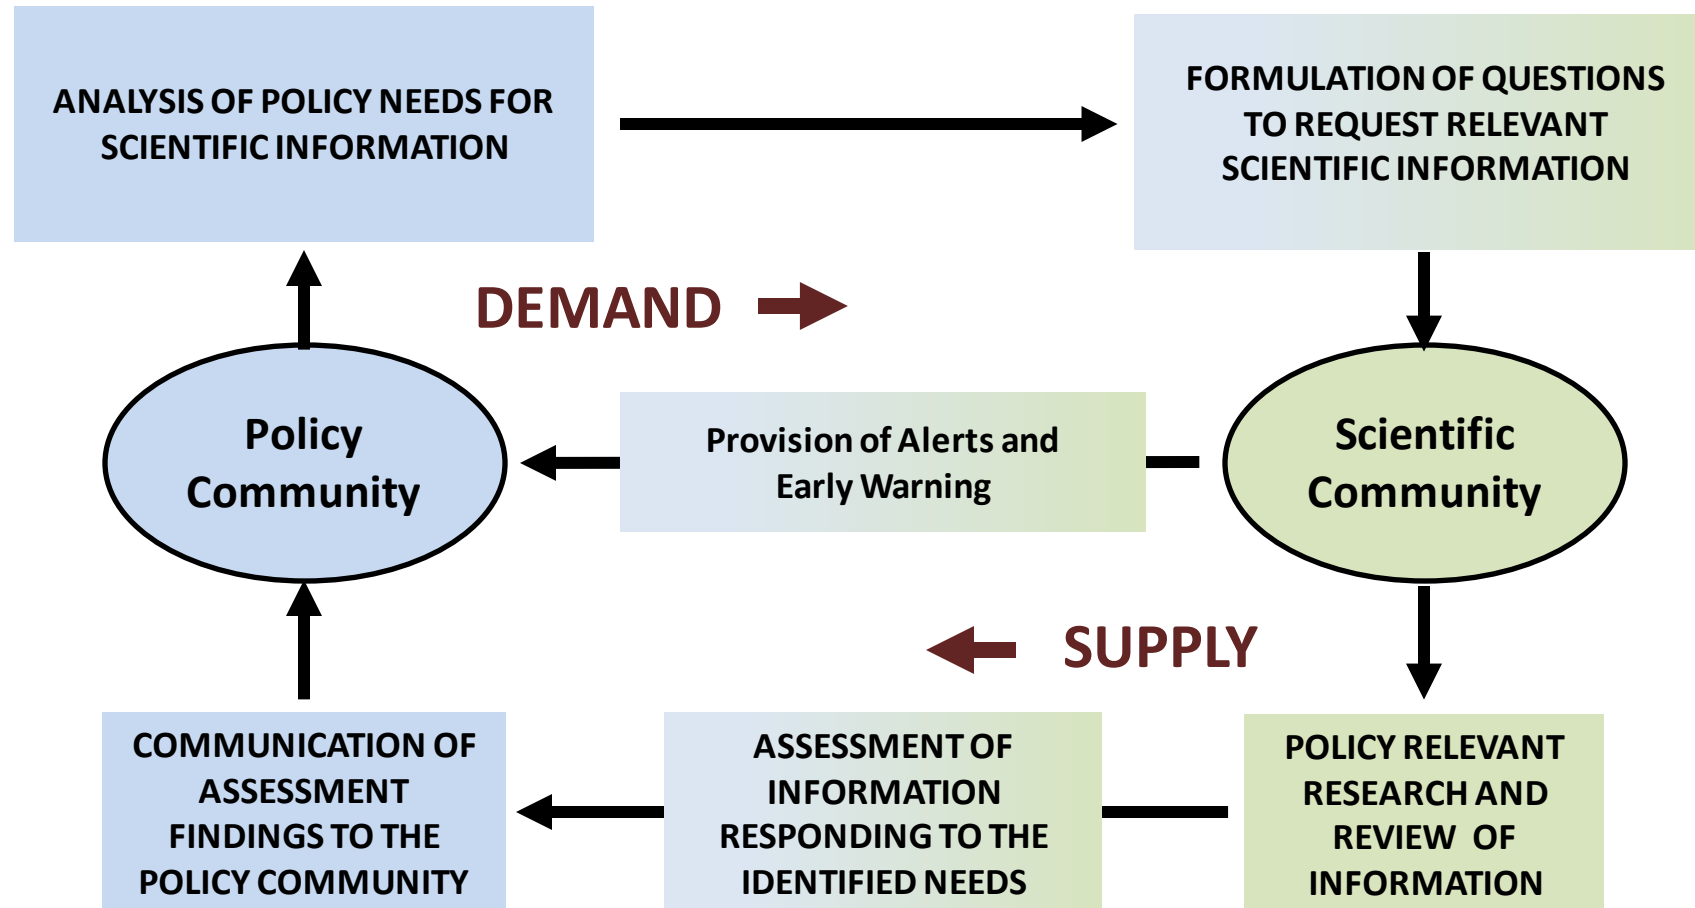 ANALYSIS OF POLICY NEEDS FOR
SCIENTIFIC INFORMATION
FORMULATION OF QUESTIONS
TO REQUEST RELEVANT
SCIENTIFIC INFORMATION
DEMAND
Policy
Community
Provision of Alerts and
Early Warning
Scientific
Community
SUPPLY
COMMUNICATION OF
ASSESSMENT
FINDINGS TO THE
POLICY COMMUNITY
ASSESSMENT OF
INFORMATION
RESPONDING TO THE
IDENTIFIED NEEDS
POLICY RELEVANT
RESEARCH AND
REVIEW OF
INFORMATION